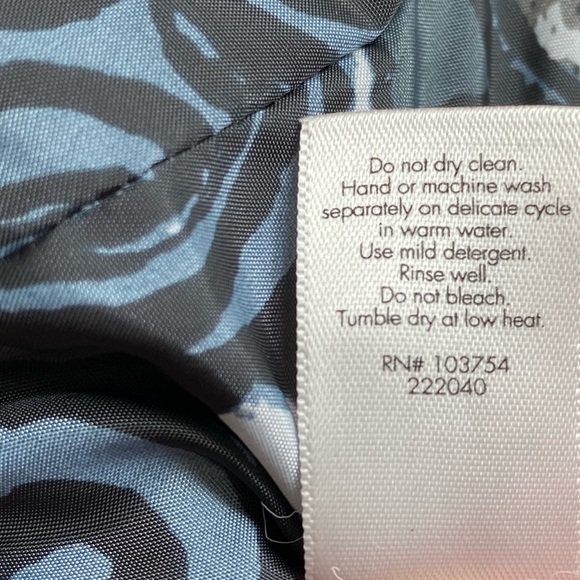 Do not dry clean.
Hand or machine wash
separately on delicate cycle
in warm water.
Use mild detergent.
Rinse well.
Do not bleach.
Tumble dry at low heat.
RN# 103754
222040